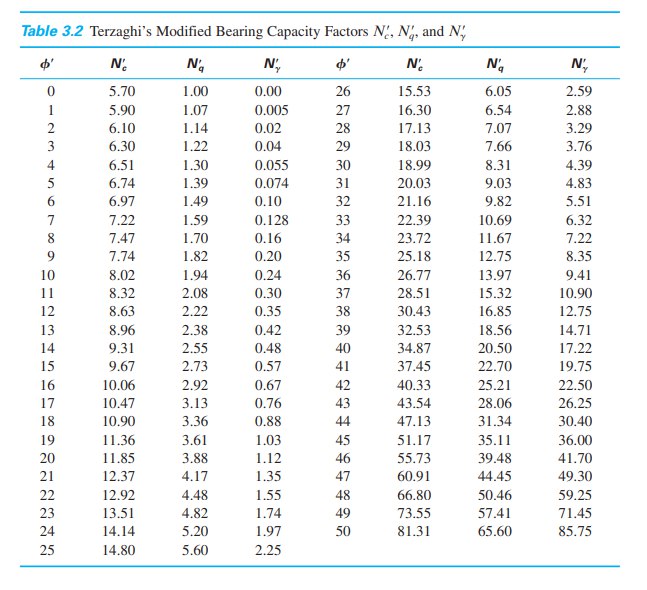 Table 3.2 Terzaghi's Modified Bearing Capacity Factors N′c, N′q, and N′γ
ϕ′ N′c N′q N′γ ϕ′ N′c N′q N′γ
0 5.70 1.00 0.00 26 15.53 6.05 2.59
1 5.90 1.07 0.005 27 16.30 6.54 2.88
2 6.10 1.14 0.02 28 17.13 7.07 3.29
3 6.30 1.22 0.04 29 18.03 7.66 3.76
4 6.51 1.30 0.055 30 18.99 8.31 4.39
5 6.74 1.39 0.074 31 20.03 9.03 4.83
6 6.97 1.49 0.10 32 21.16 9.82 5.51
7 7.22 1.59 0.128 33 22.39 10.69 6.32
8 7.47 1.70 0.16 34 23.72 11.67 7.22
9 7.74 1.82 0.20 35 25.18 12.75 8.35
10 8.02 1.94 0.24 36 26.77 13.97 9.41
11 8.32 2.08 0.30 37 28.51 15.32 10.90
12 8.63 2.22 0.35 38 30.43 16.85 12.75
13 8.96 2.38 0.42 39 32.53 18.56 14.71
14 9.31 2.55 0.48 40 34.87 20.50 17.22
15 9.67 2.73 0.57 41 37.45 22.70 19.75
16 10.06 2.92 0.67 42 40.33 25.21 22.50
17 10.47 3.13 0.76 43 43.54 28.06 26.25
18 10.90 3.36 0.88 44 47.13 31.34 30.40
19 11.36 3.61 1.03 45 51.17 35.11 36.00
20 11.85 3.88 1.12 46 55.73 39.48 41.70
21 12.37 4.17 1.35 47 60.91 44.45 49.30
22 12.92 4.48 1.55 48 66.80 50.46 59.25
23 13.51 4.82 1.74 49 73.55 57.41 71.45
24 14.14 5.20 1.97 50 81.31 65.60 85.75
25 14.80 5.60 2.25